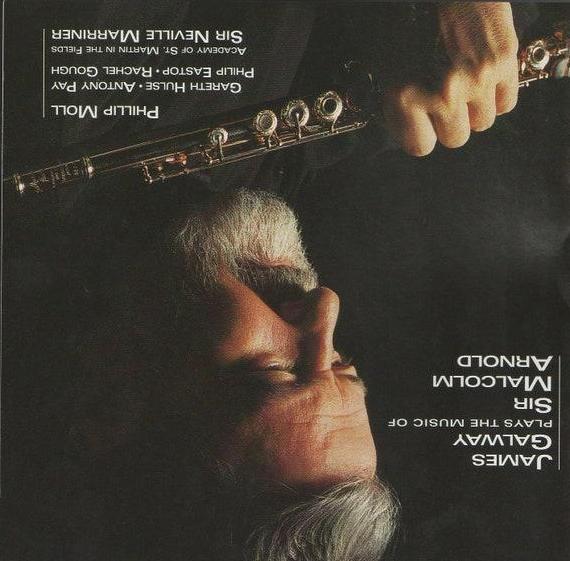 JAMES
GALWAY
PLAYS THE MUSIC OF
SIR
MALCOLM
ARNOLD
PHILLIP MOLL
GARETH HULSE • ANTONY PAY
PHILIP EASTOP • RACHEL GOUGH
ACADEMY OF ST. MARTIN IN THE FIELDS
SIR NEVILLE MARRINER